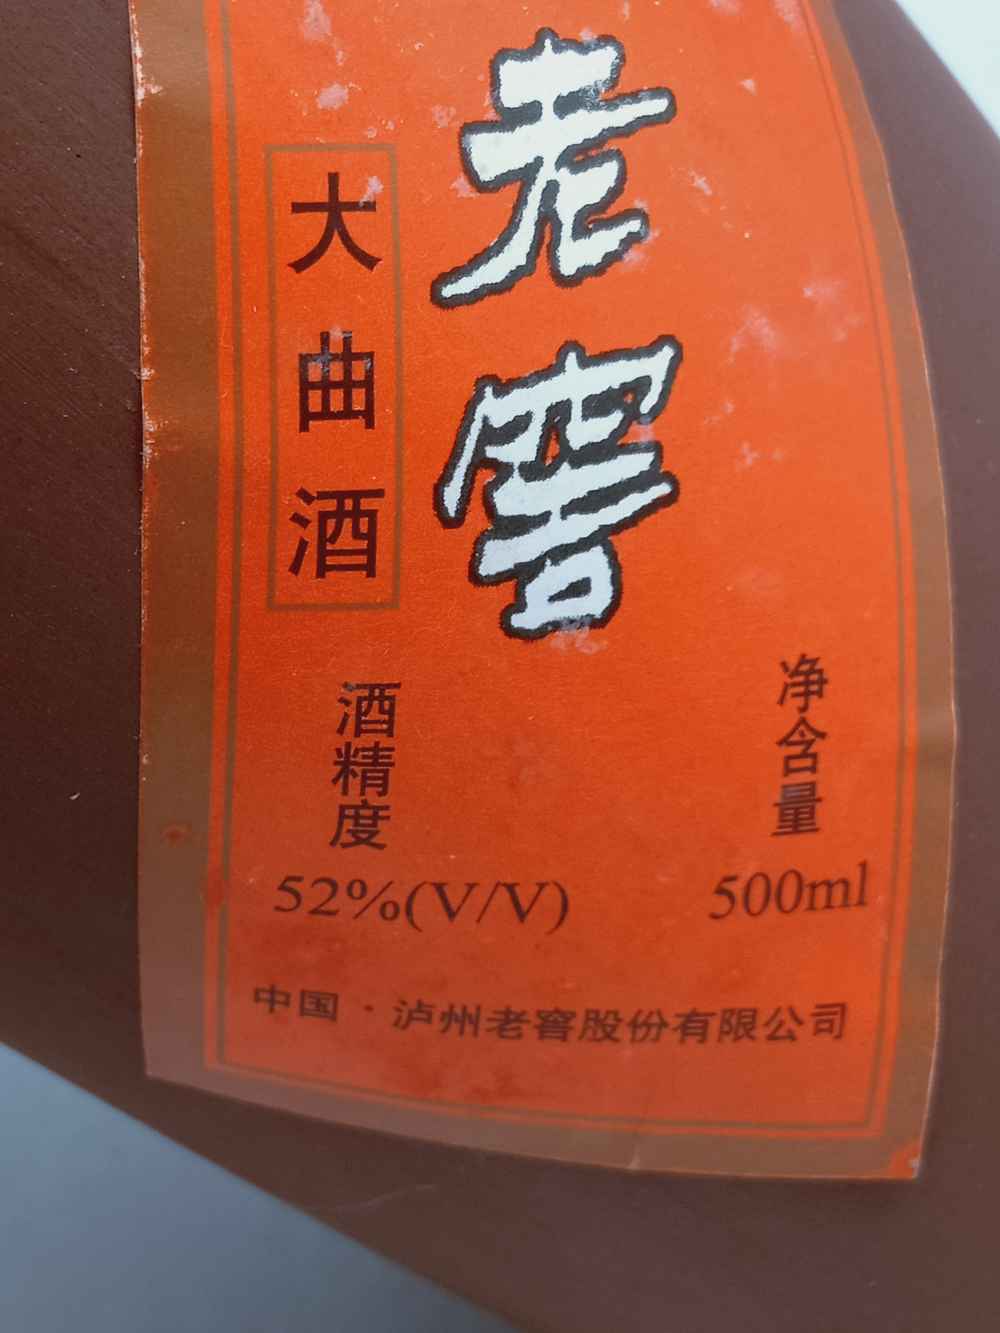 老窖
大曲酒
酒精度
52%(V/V)
净含量
500ml
中国·泸州老窖股份有限公司